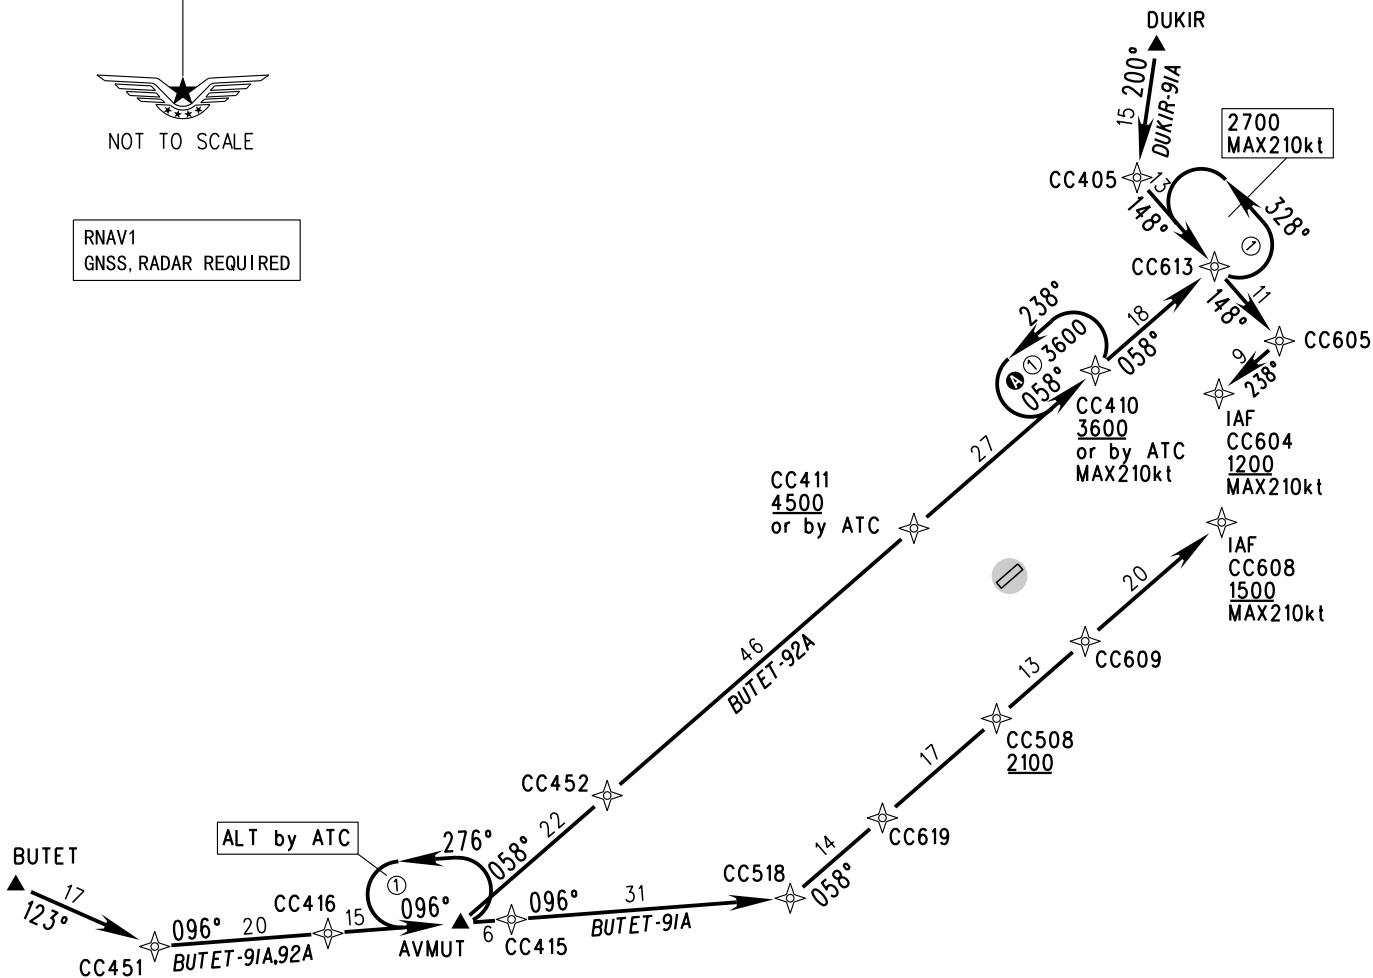 DUKIR
200°
15
DUKIR-91A
2700
MAX210kt
NOT TO SCALE
CC405
13
148°
328°
1
RNAV1
GNSS, RADAR REQUIRED
CC613
11
148°
238°
18
058°
CC605
A 1 3600
058°
9
238°
CC410
3600
or by ATC
MAX210kt
IAF
CC604
1200
MAX210kt
27
CC411
4500
or by ATC
IAF
CC608
1500
MAX210kt
20
46
BUTET-92A
CC609
13
CC508
2100
17
CC452
22
058°
ALT by ATC
276°
1
CC619
14
058°
BUTET
17
123°
CC518
31
BUTET-91A
CC416
15
096°
096°
096°
20
BUTET-91A,92A
CC451
AVMUT
6
CC415